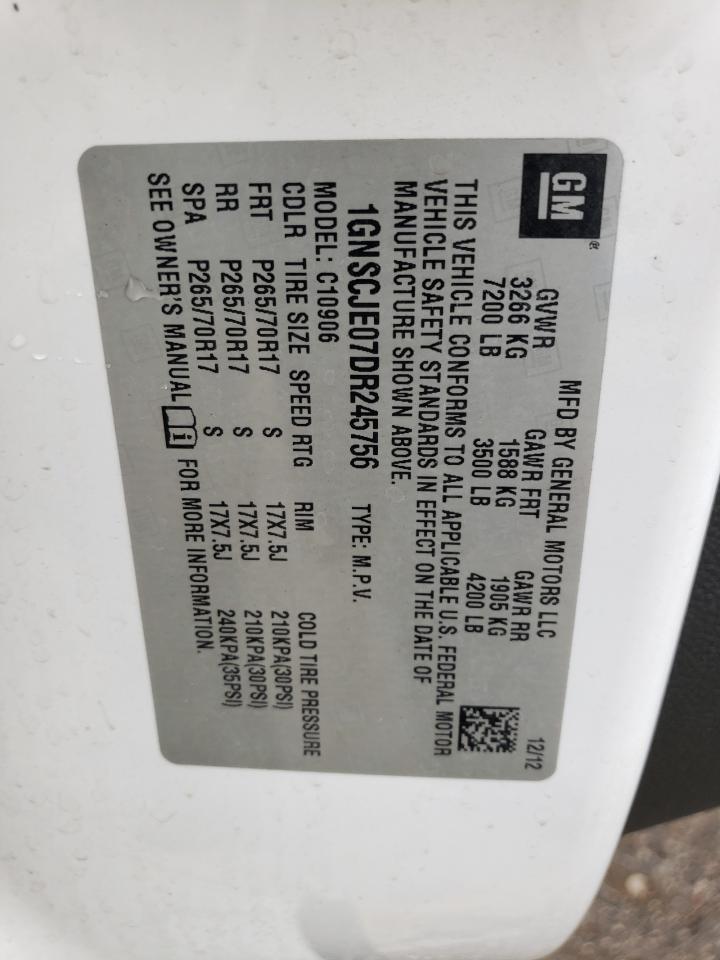 GM ®
MFD BY GENERAL MOTORS LLC 12/12
GVWR GAWR FRT GAWR RR
3266 KG 1588 KG 1905 KG
7200 LB 3500 LB 4200 LB
THIS VEHICLE CONFORMS TO ALL APPLICABLE U.S. FEDERAL MOTOR
VEHICLE SAFETY STANDARDS IN EFFECT ON THE DATE OF
MANUFACTURE SHOWN ABOVE.
1GNSCJE07DR245756 TYPE: M.P.V.
MODEL: C10906
CDLR TIRE SIZE SPEED RTG RIM COLD TIRE PRESSURE
FRT P265/70R17 S 17X7.5J 210KPA(30PSI)
RR P265/70R17 S 17X7.5J 210KPA(30PSI)
SPA P265/70R17 S 17X7.5J 240KPA(35PSI)
SEE OWNER'S MANUAL i FOR MORE INFORMATION.